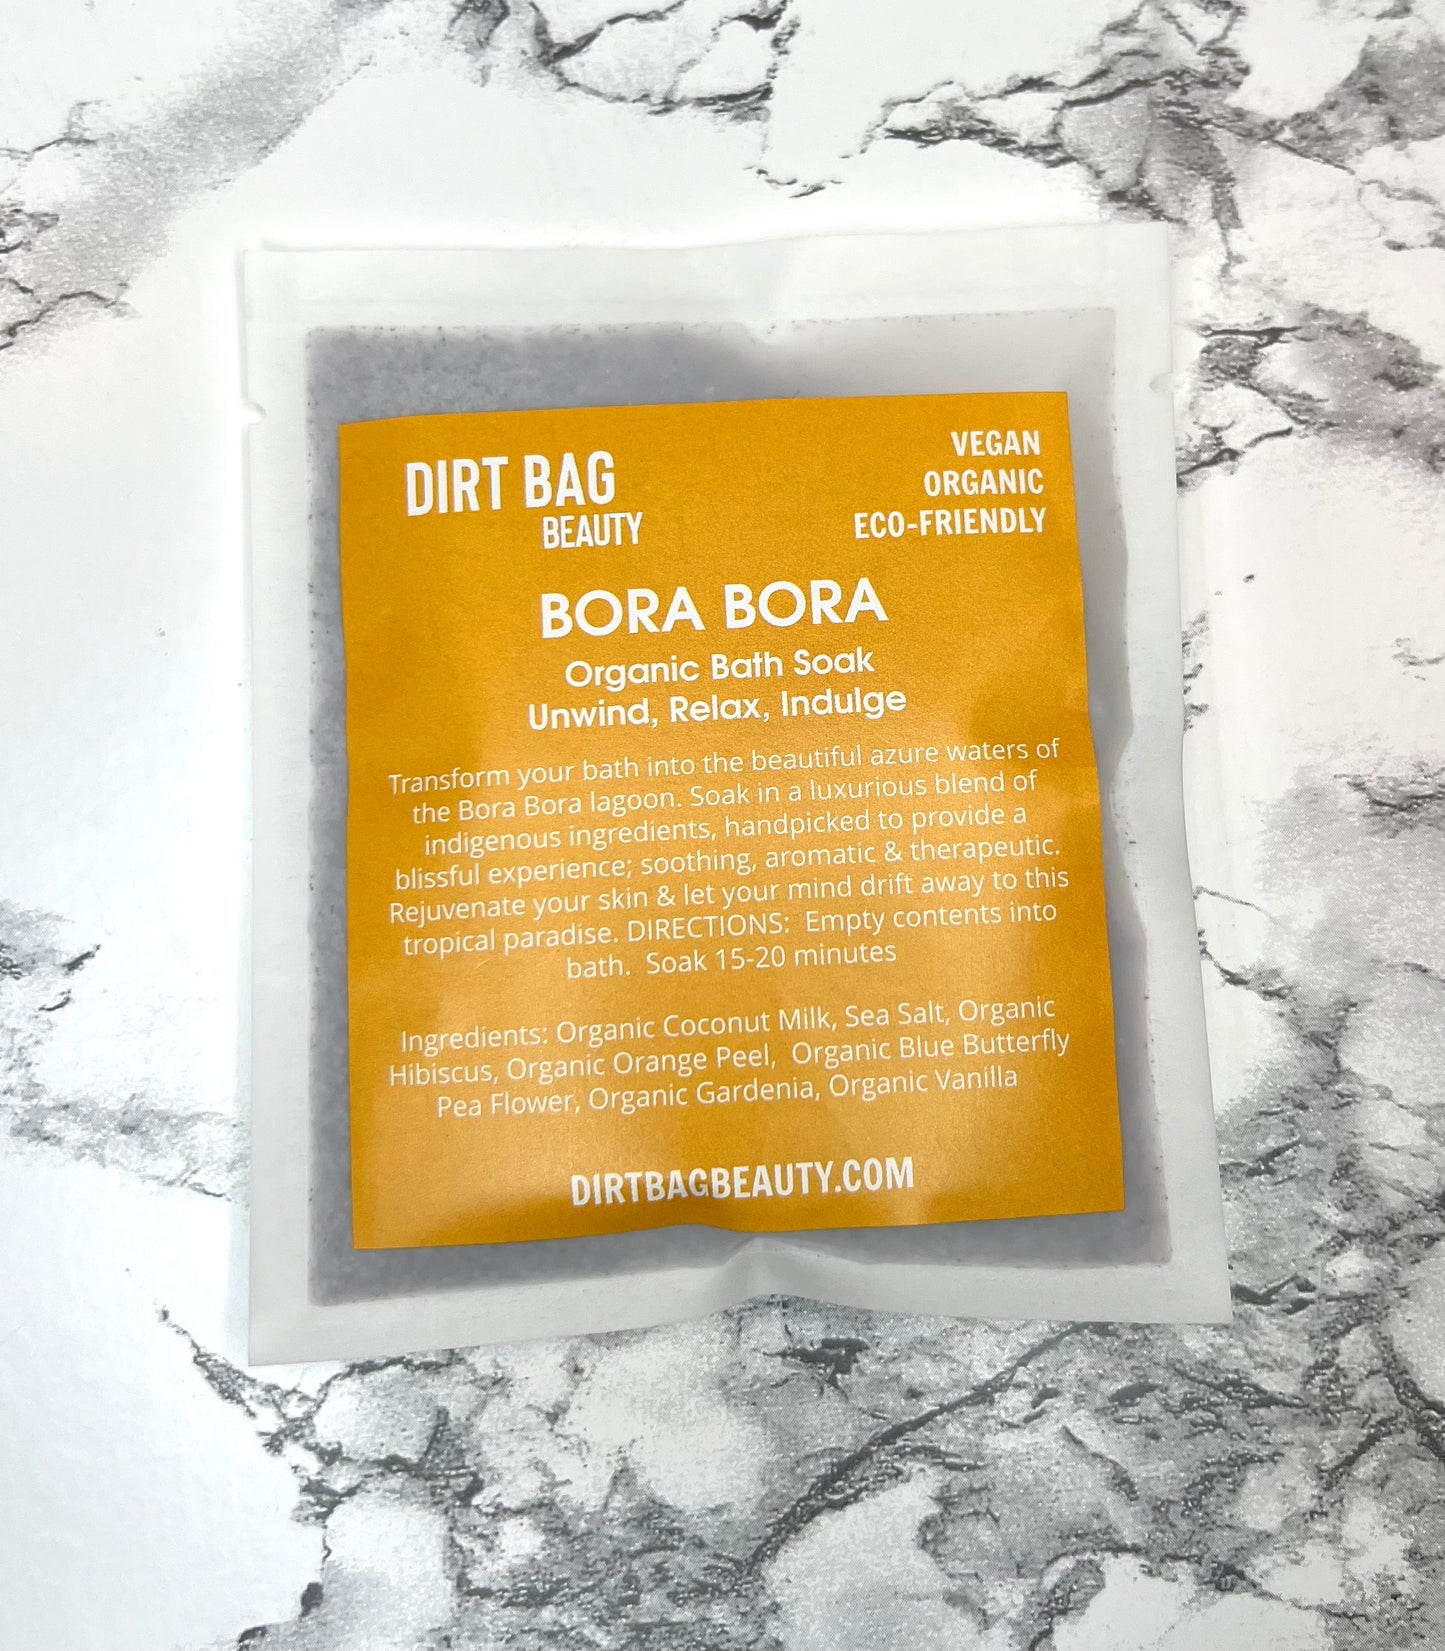 DIRT BAG
BEAUTY
VEGAN
ORGANIC
ECO-FRIENDLY
BORA BORA
Organic Bath Soak
Unwind, Relax, Indulge
Transform your bath into the beautiful azure waters of
the Bora Bora lagoon. Soak in a luxurious blend of
indigenous ingredients, handpicked to provide a
blissful experience; soothing, aromatic & therapeutic.
Rejuvenate your skin & let your mind drift away to this
tropical paradise. DIRECTIONS: Empty contents into
bath. Soak 15-20 minutes
Ingredients: Organic Coconut Milk, Sea Salt, Organic
Hibiscus, Organic Orange Peel, Organic Blue Butterfly
Pea Flower, Organic Gardenia, Organic Vanilla
DIRTBAGBEAUTY.COM